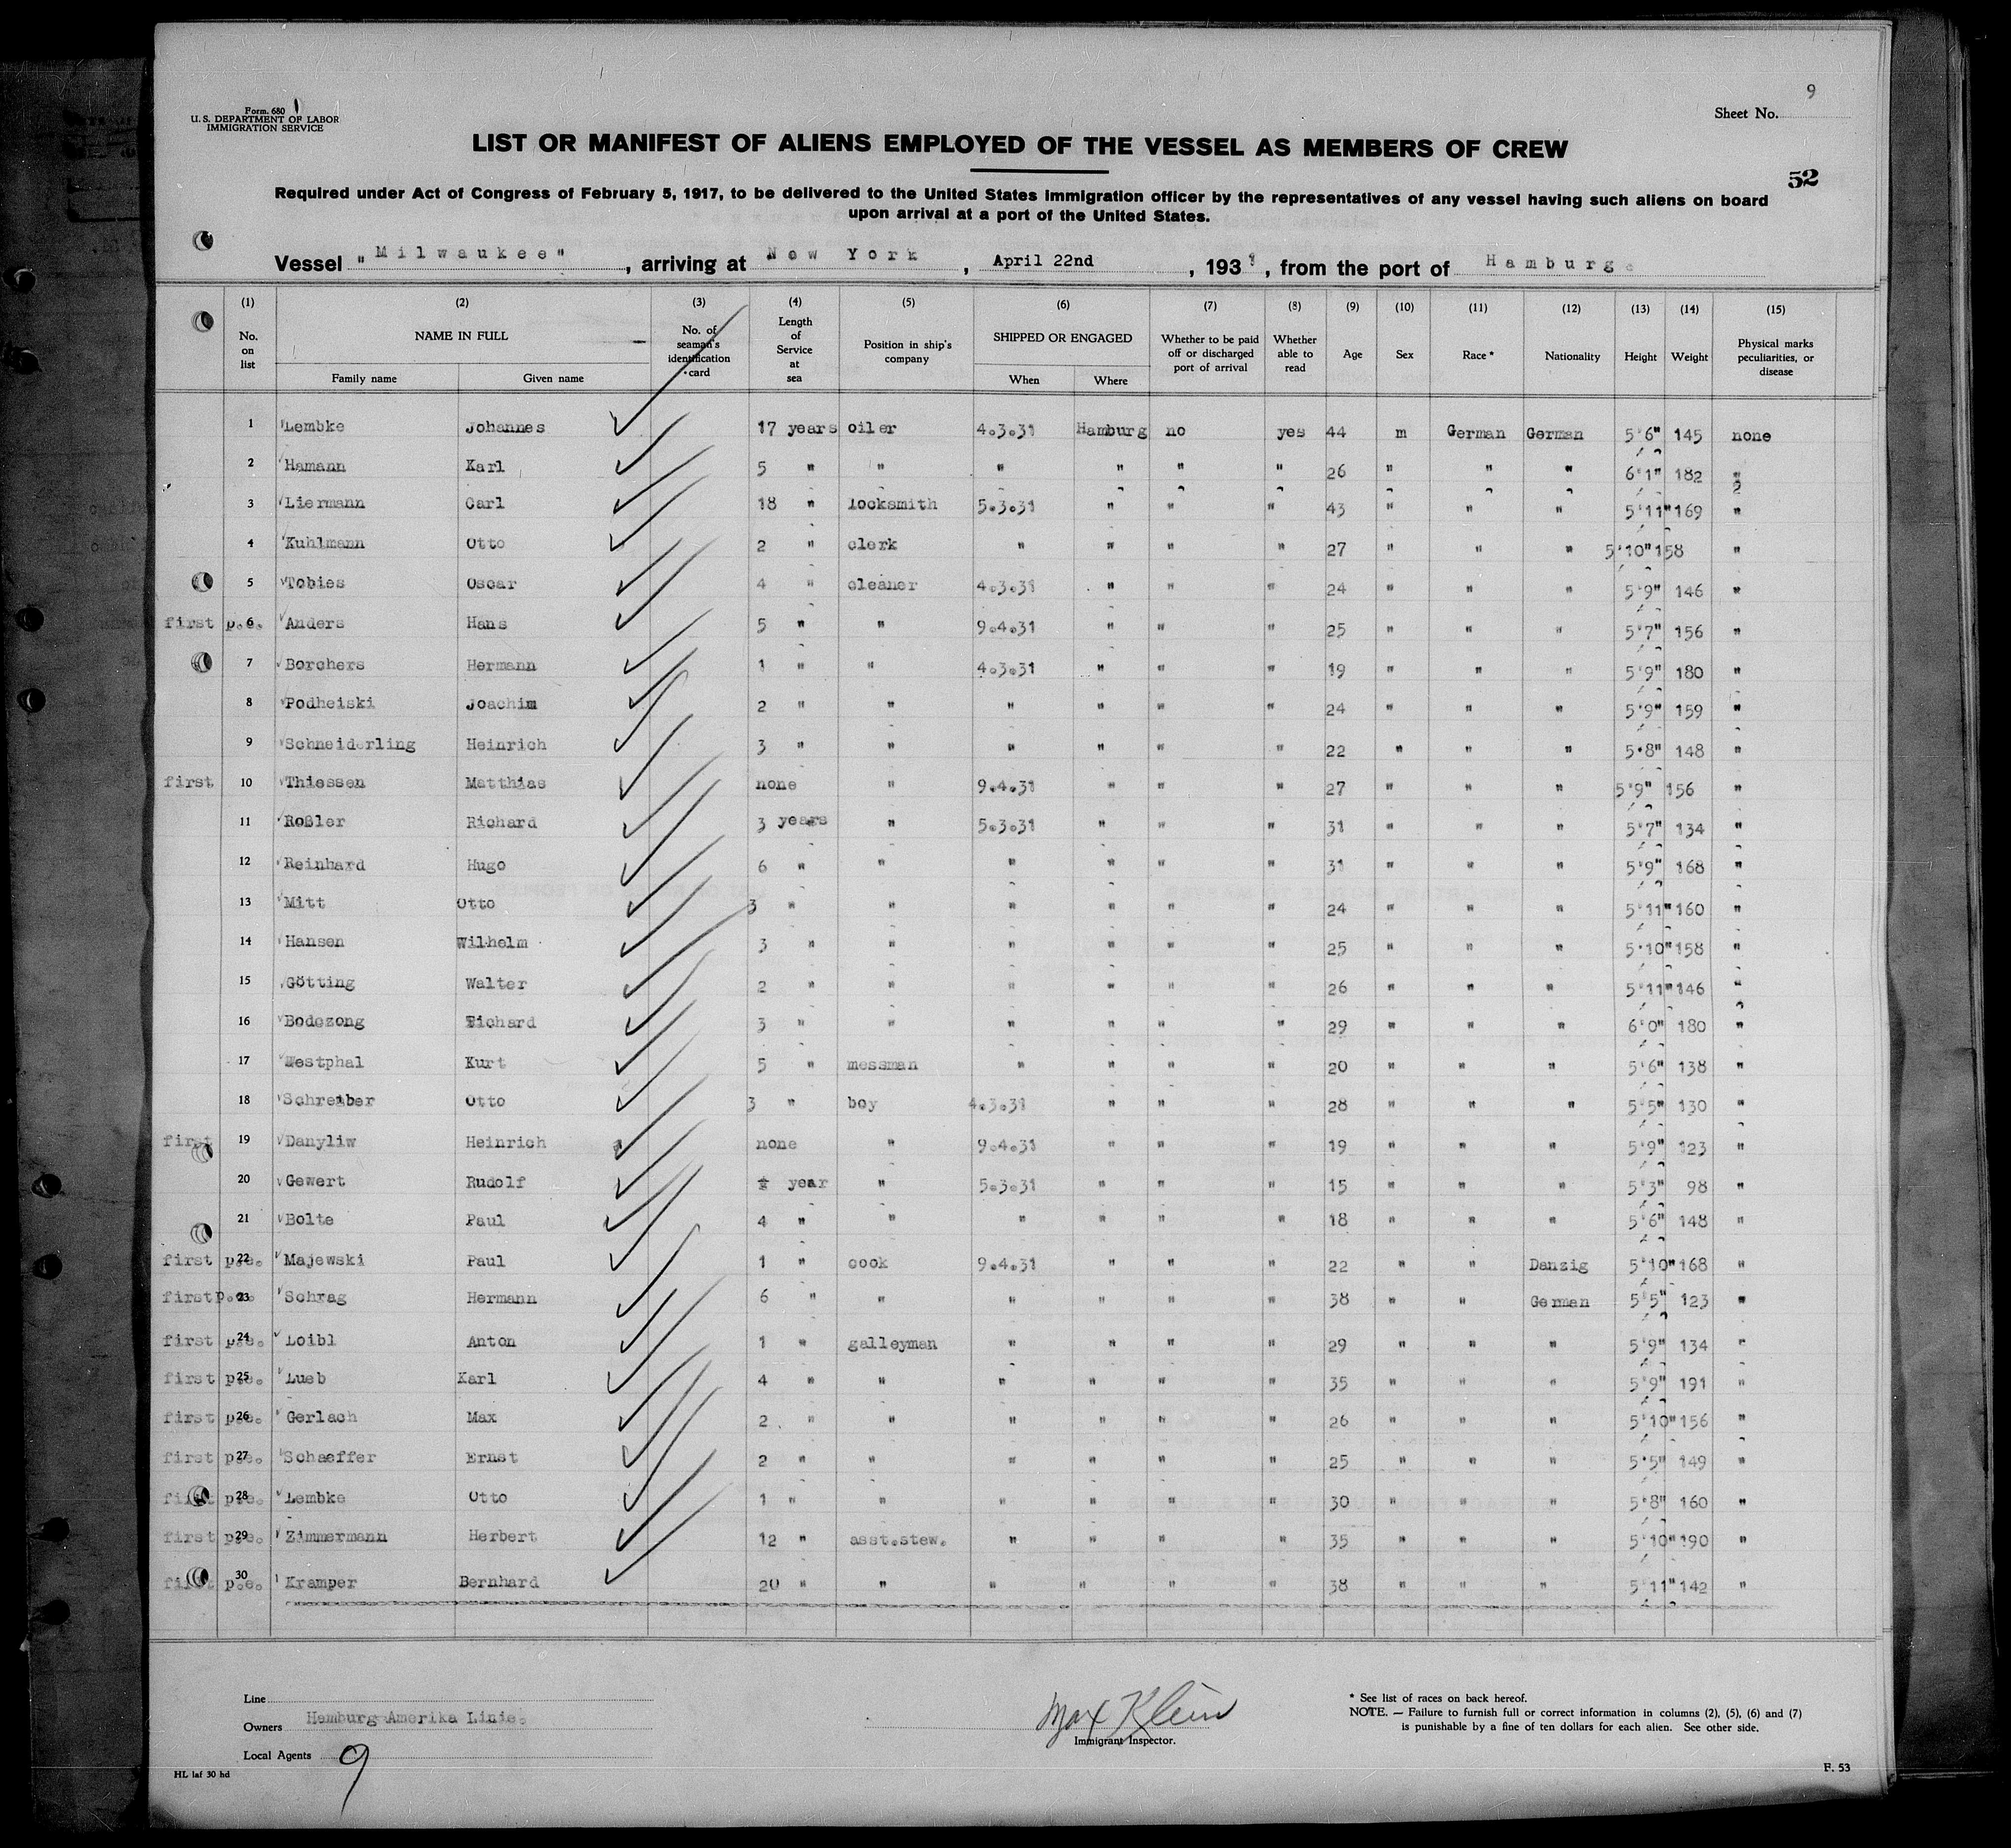 9
Form. 680
U. S. DEPARTMENT OF LABOR
IMMIGRATION SERVICE
Sheet No.
LIST OR MANIFEST OF ALIENS EMPLOYED OF THE VESSEL AS MEMBERS OF CREW
52
Required under Act of Congress of February 5, 1917, to be delivered to the United States immigration officer by the representatives of any vessel having such aliens on board
upon arrival at a port of the United States.
Vessel "Milwaukee", arriving at New York, April 22nd, 193, from the port of Hamburg.
(1) (2) (3) (4) (5) (6) (7) (8) (9) (10) (11) (12) (13) (14) (15)
No. on list NAME IN FULL Family name Given name No. of seaman's identification card Length of Service at sea Position in ship's company SHIPPED OR ENGAGED When Where Whether to be paid off or discharged port of arrival Whether able to read Age Sex Race * Nationality Height Weight Physical marks peculiarities, or disease
1 Lembke Johannes 17 years oiler 4.3.31 Hamburg no yes 44 m German German 5'6" 145 none
2 Hamann Karl 5 " " " " " " 26 " " " 6'1" 182 "
3 Liermann Carl 18 " locksmith 5.3.31 " " " 43 " " " 5'11" 169 "
4 Kuhlmann Otto 2 " clerk " " " " 27 " " " 5'10" 158 "
5 Tobies Oscar 4 " cleaner 4.3.31 " " " 24 " " " 5'9" 146 "
first p.e. 6 Anders Hans 5 " " 9.4.31 " " " 25 " " " 5'7" 156 "
7 Borchers Hermann 1 " " 4.3.31 " " " 19 " " " 5'9" 180 "
8 Podheiski Joachim 2 " " " " " " 24 " " " 5'9" 159 "
9 Schneiderling Heinrich 3 " " " " " " 22 " " " 5'8" 148 "
first 10 Thiessen Matthias none " 9.4.31 " " " 27 " " " 5'9" 156 "
11 Roßler Richard 3 years " 5.3.31 " " " 31 " " " 5'7" 134 "
12 Reinhard Hugo 6 " " " " " " 31 " " " 5'9" 168 "
13 Mitt Otto 3 " " " " " " 24 " " " 5'11" 160 "
14 Hansen Wilhelm 3 " " " " " " 25 " " " 5'10" 158 "
15 Götting Walter 2 " " " " " " 26 " " " 5'11" 146 "
16 Bodezong Richard 3 " " " " " " 29 " " " 6'0" 180 "
17 Westphal Kurt 5 " messman " " " " 20 " " " 5'6" 138 "
18 Schreiber Otto 3 " boy 4.3.31 " " " 28 " " " 5'5" 130 "
first 19 Danyliw Heinrich none " 9.4.31 " " " 19 " " " 5'9" 123 "
20 Gewert Rudolf year " 5.3.31 " " " 15 " " " 5'3" 98 "
21 Bolte Paul 4 " " " " " " 18 " " " 5'6" 148 "
first p.e. 22 Majewski Paul 1 " cook 9.4.31 " " " 22 " " Danzig 5'10" 168 "
first p.e. 23 Schrag Hermann 6 " " " " " " 38 " " German 5'5" 123 "
first p.e. 24 Loibl Anton 1 " galleyman " " " " 29 " " " 5'9" 134 "
first p.e. 25 Lueb Karl 4 " " " " " " 35 " " " 5'9" 191 "
first p.e. 26 Gerlach Max 2 " " " " " " 26 " " " 5'10" 156 "
first p.e. 27 Schaeffer Ernst 2 " " " " " " 25 " " " 5'5" 149 "
first p.e. 28 Lembke Otto 1 " " " " " " 30 " " " 5'8" 160 "
first p.e. 29 Zimmermann Herbert 12 " asst.stew. " " " " 35 " " " 5'10" 190 "
first p.e. 30 Kramper Bernhard 20 " " " " " " 38 " " " 5'11" 142 "
Line
Owners Hamburg-Amerika Linie.
Local Agents
9
HL laf 30 hd
Max Klein
Immigrant Inspector.
* See list of races on back hereof.
NOTE. — Failure to furnish full or correct information in columns (2), (5), (6) and (7)
is punishable by a fine of ten dollars for each alien. See other side.
F. 53